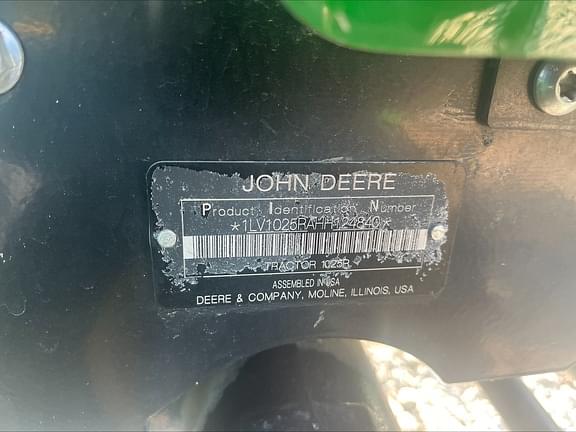 JOHN DEERE
Product Identification Number
*1LV1025RAHH124840*
TRACTOR 1025R
ASSEMBLED IN USA
DEERE & COMPANY, MOLINE, ILLINOIS, USA